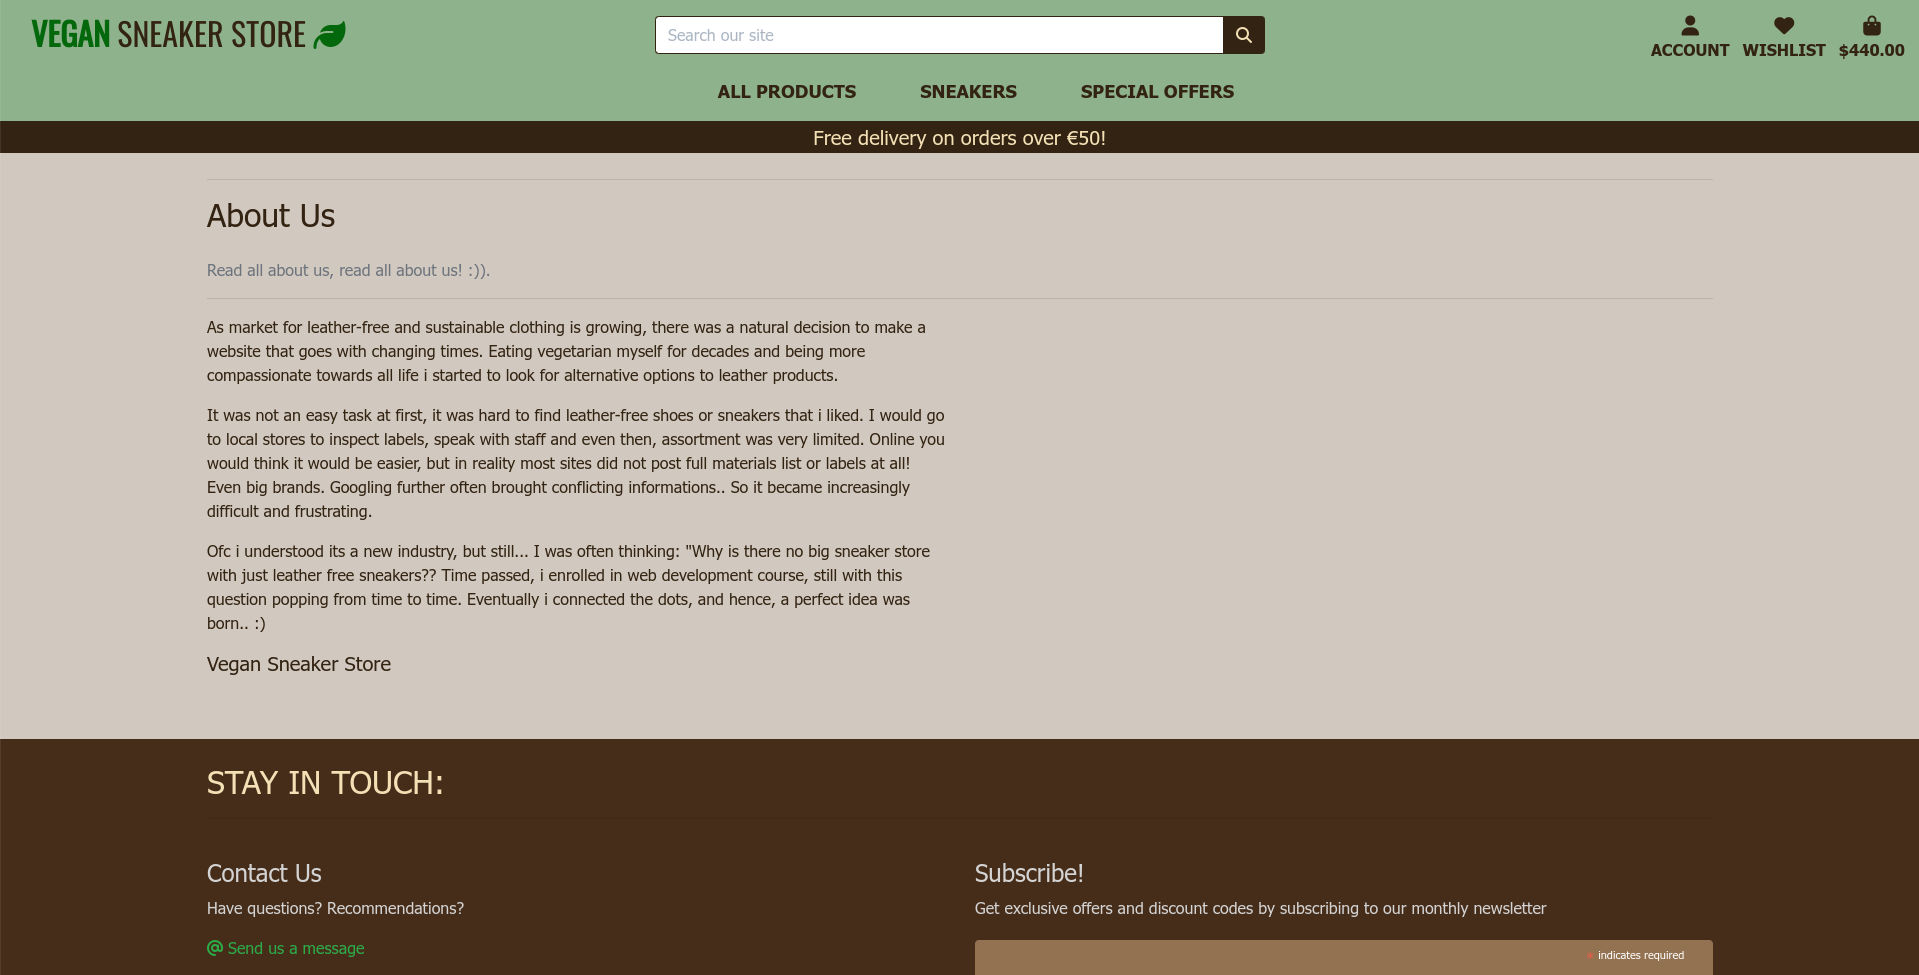 VEGAN SNEAKER STORE
Search our site
ACCOUNT WISHLIST $440.00
ALL PRODUCTS SNEAKERS SPECIAL OFFERS
Free delivery on orders over €50!
About Us
Read all about us, read all about us! :)).
As market for leather-free and sustainable clothing is growing, there was a natural decision to make a
website that goes with changing times. Eating vegetarian myself for decades and being more
compassionate towards all life i started to look for alternative options to leather products.
It was not an easy task at first, it was hard to find leather-free shoes or sneakers that i liked. I would go
to local stores to inspect labels, speak with staff and even then, assortment was very limited. Online you
would think it would be easier, but in reality most sites did not post full materials list or labels at all!
Even big brands. Googling further often brought conflicting informations.. So it became increasingly
difficult and frustrating.
Ofc i understood its a new industry, but still... I was often thinking: "Why is there no big sneaker store
with just leather free sneakers?? Time passed, i enrolled in web development course, still with this
question popping from time to time. Eventually i connected the dots, and hence, a perfect idea was
born.. :)
Vegan Sneaker Store
STAY IN TOUCH:
Contact Us
Have questions? Recommendations?
@ Send us a message
Subscribe!
Get exclusive offers and discount codes by subscribing to our monthly newsletter
* indicates required